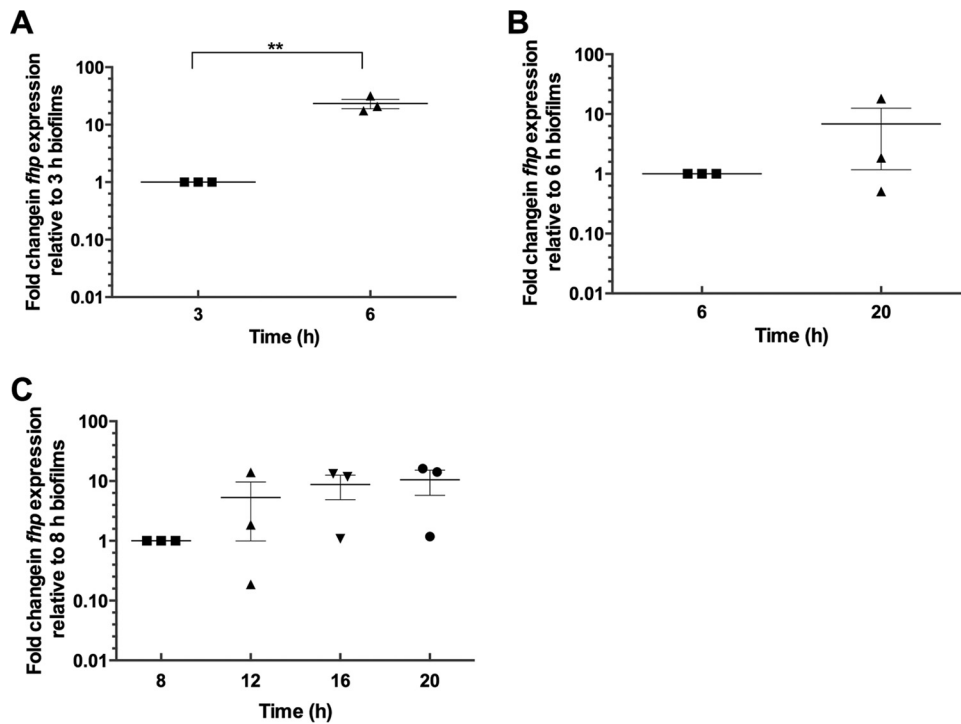 A
**
Fold changein fhp expression
relative to 3 h biofilms
100
10
1
0.10
0.01
3
6
Time (h)
B
Fold changein fhp expression
relative to 6 h biofilms
100
10
1
0.10
0.01
6
20
Time (h)
C
Fold changein fhp expression
relative to 8 h biofilms
100
10
1
0.10
0.01
8
12
16
20
Time (h)